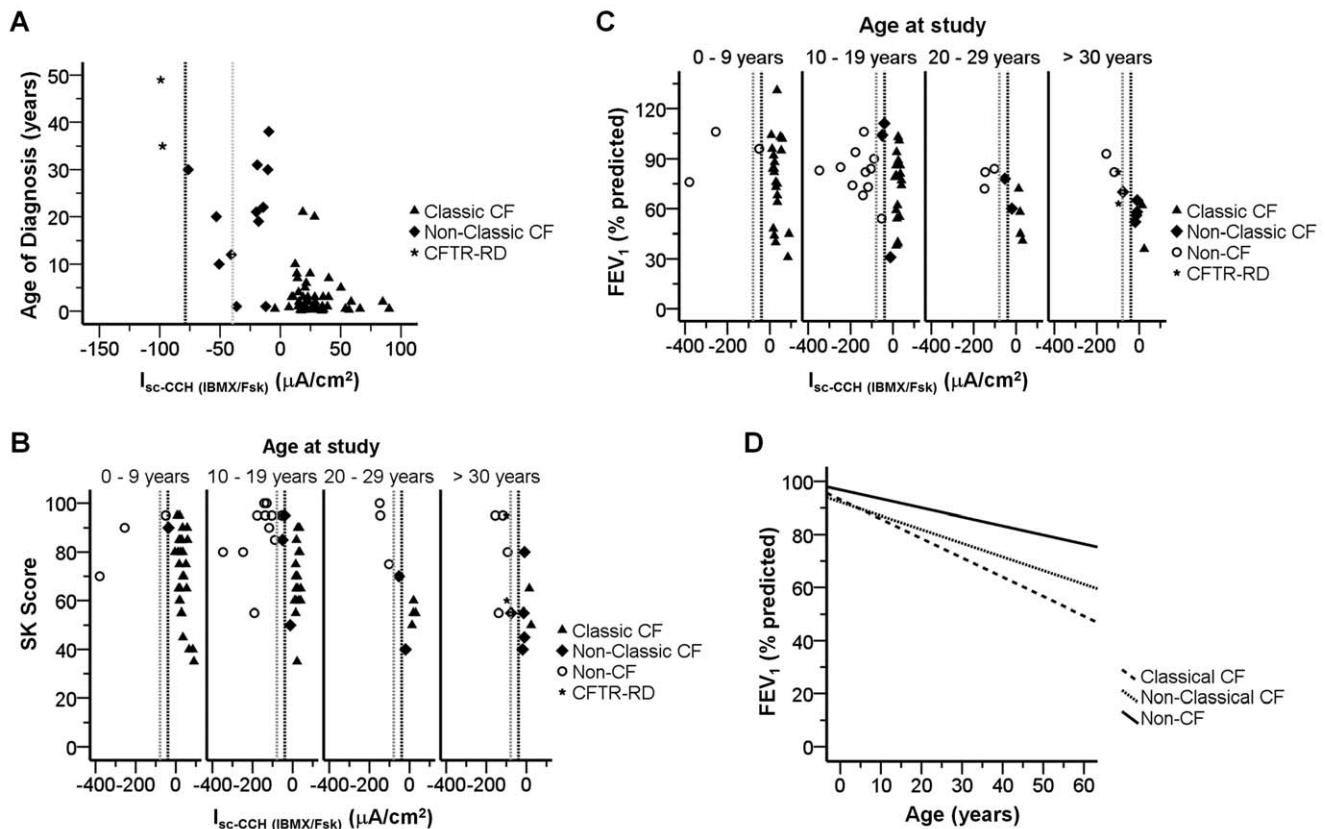 A
Age of Diagnosis (years)
50
40
30
20
10
0
-150 -100 -50 0 50 100
I sc-CCH (IBMX/Fsk) (μA/cm²)
▲ Classic CF
◆ Non-Classic CF
* CFTR-RD
B
Age at study
0 - 9 years 10 - 19 years 20 - 29 years > 30 years
SK Score
100
80
60
40
20
0
-400 -200 0 -400 -200 0 -400 -200 0 -400 -200 0
I sc-CCH (IBMX/Fsk) (μA/cm²)
▲ Classic CF
◆ Non-Classic CF
○ Non-CF
* CFTR-RD
C
Age at study
0 - 9 years 10 - 19 years 20 - 29 years > 30 years
FEV₁ (% predicted)
120
90
60
30
0
-400 -200 0 -400 -200 0 -400 -200 0 -400 -200 0
I sc-CCH (IBMX/Fsk) (μA/cm²)
▲ Classic CF
◆ Non-Classic CF
○ Non-CF
* CFTR-RD
D
FEV₁ (% predicted)
100
80
60
40
20
0
0 10 20 30 40 50 60
Age (years)
Classical CF
Non-Classical CF
Non-CF